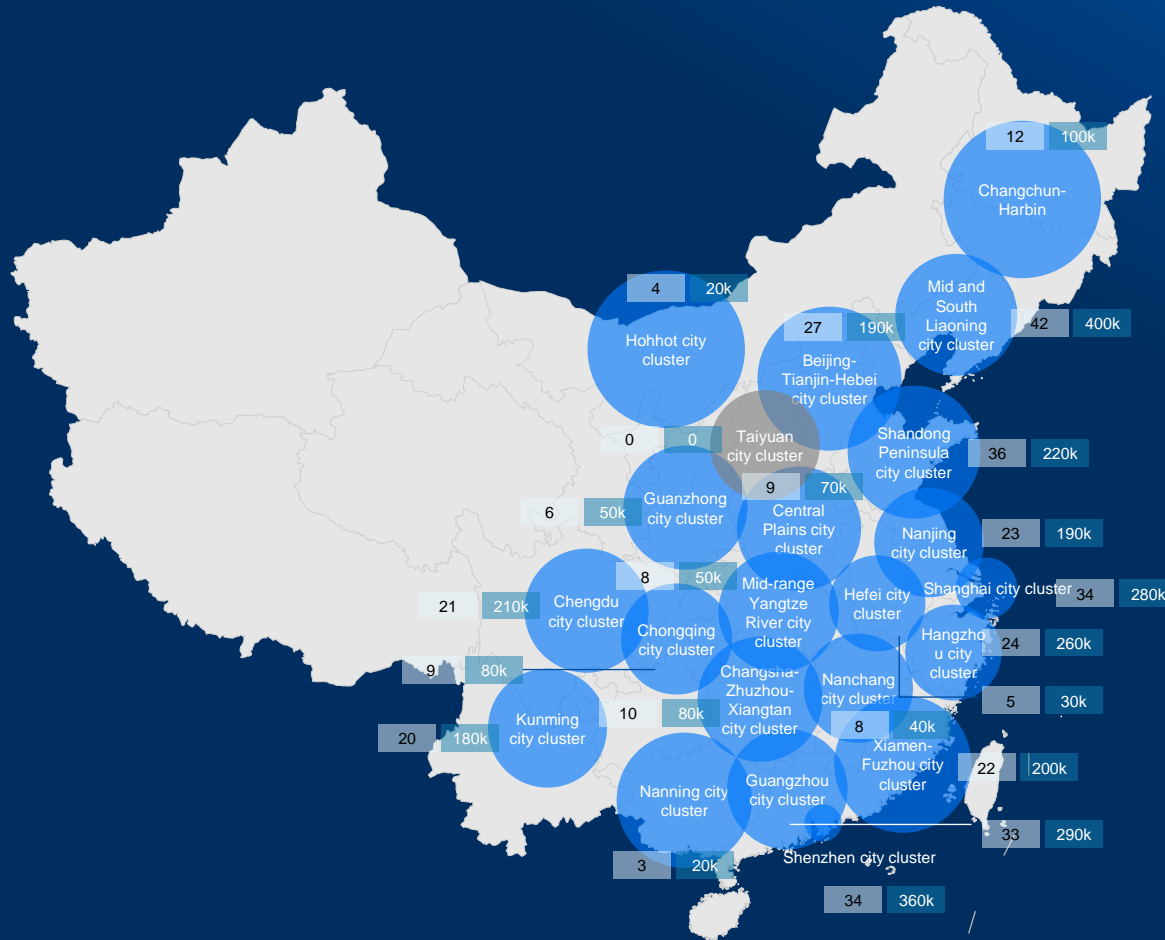 12 100k
Changchun-
Harbin
4 20k
Hohhot city
cluster
27 190k
Beijing-
Tianjin-Hebei
city cluster
Mid and
South
Liaoning
city cluster
42 400k
0 0
Taiyuan
city cluster
Shandong
Peninsula
city cluster
36 220k
6 50k
Guanzhong
city cluster
9 70k
Central
Plains city
cluster
Nanjing
city cluster
23 190k
21 210k
Chengdu
city cluster
8 50k
Chongqing
city cluster
Mid-range
Yangtze
River city
cluster
Hefei city
cluster
Shanghai city cluster
34 280k
Hangzho
u city
cluster
24 260k
9 80k
5 30k
20 180k
Kunming
city cluster
10 80k
Changsha-
Zhuzhou-
Xiangtan
city cluster
Nanchang
city cluster
8 40k
Xiamen-
Fuzhou city
cluster
22 200k
Nanning city
cluster
Guangzhou
city cluster
33 290k
3 20k
Shenzhen city cluster
34 360k